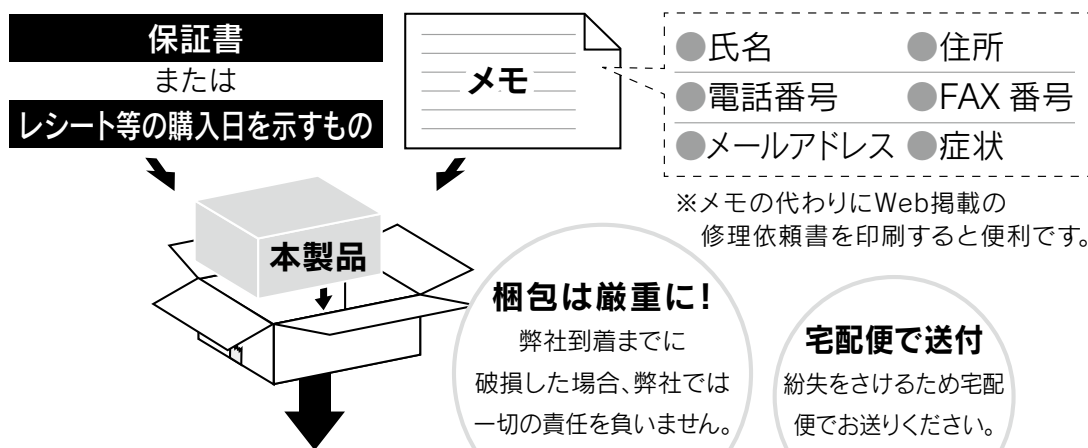 保証書
または
レシート等の購入日を示すもの
メモ
●氏名 ●住所
●電話番号 ●FAX 番号
●メールアドレス ●症状
※メモの代わりにWeb掲載の
修理依頼書を印刷すると便利です。
本製品
梱包は厳重に！
弊社到着までに
破損した場合、弊社では
一切の責任を負いません。
宅配便で送付
紛失をさけるため宅配
便でお送りください。